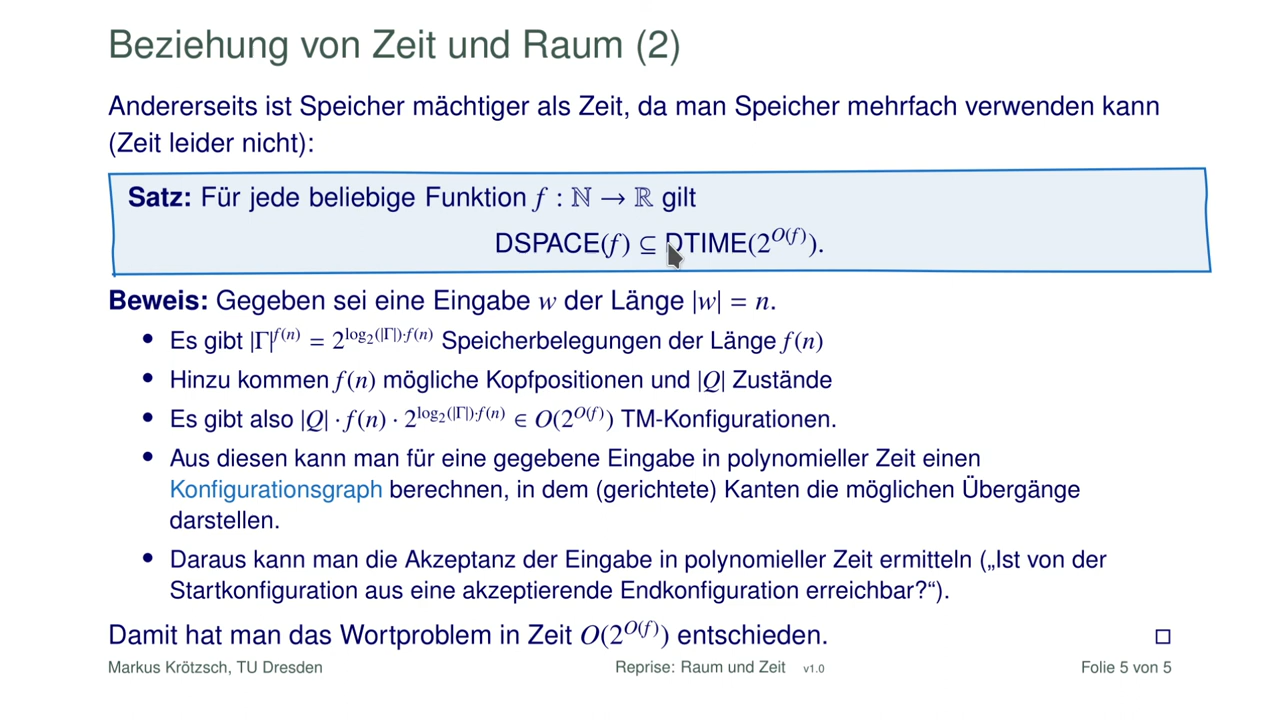 Beziehung von Zeit und Raum (2)
Andererseits ist Speicher mächtiger als Zeit, da man Speicher mehrfach verwenden kann
(Zeit leider nicht):
Satz: Für jede beliebige Funktion f : ℕ → ℝ gilt
DSPACE(f) ⊆ DTIME(2^{O(f)}).
Beweis: Gegeben sei eine Eingabe w der Länge |w| = n.
• Es gibt |Γ|^{f(n)} = 2^{log₂(|Γ|)·f(n)} Speicherbelegungen der Länge f(n)
• Hinzu kommen f(n) mögliche Kopfpositionen und |Q| Zustände
• Es gibt also |Q| · f(n) · 2^{log₂(|Γ|)·f(n)} ∈ O(2^{O(f)}) TM-Konfigurationen.
• Aus diesen kann man für eine gegebene Eingabe in polynomieller Zeit einen
Konfigurationsgraph berechnen, in dem (gerichtete) Kanten die möglichen Übergänge
darstellen.
• Daraus kann man die Akzeptanz der Eingabe in polynomieller Zeit ermitteln („Ist von der
Startkonfiguration aus eine akzeptierende Endkonfiguration erreichbar?“).
Damit hat man das Wortproblem in Zeit O(2^{O(f)}) entschieden. □
Markus Krötzsch, TU Dresden Reprise: Raum und Zeit v1.0 Folie 5 von 5